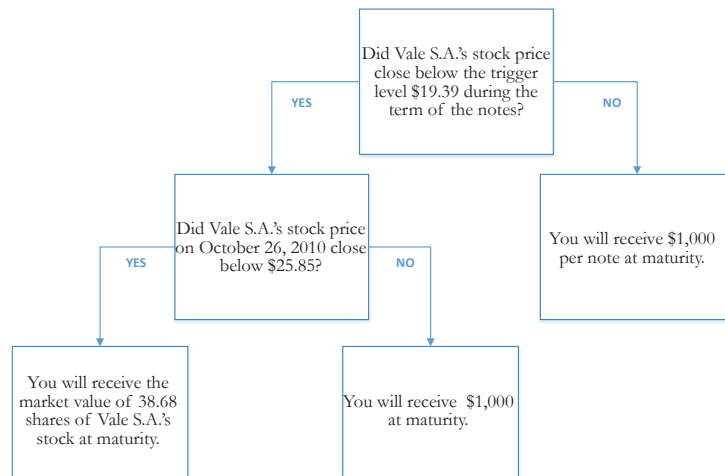 Did Vale S.A.'s stock price
close below the trigger
level $19.39 during the
term of the notes?
YES
NO
Did Vale S.A.'s stock price
on October 26, 2010 close
below $25.85?
You will receive $1,000
per note at maturity.
YES
NO
You will receive the
market value of 38.68
shares of Vale S.A.'s
stock at maturity.
You will receive $1,000
at maturity.